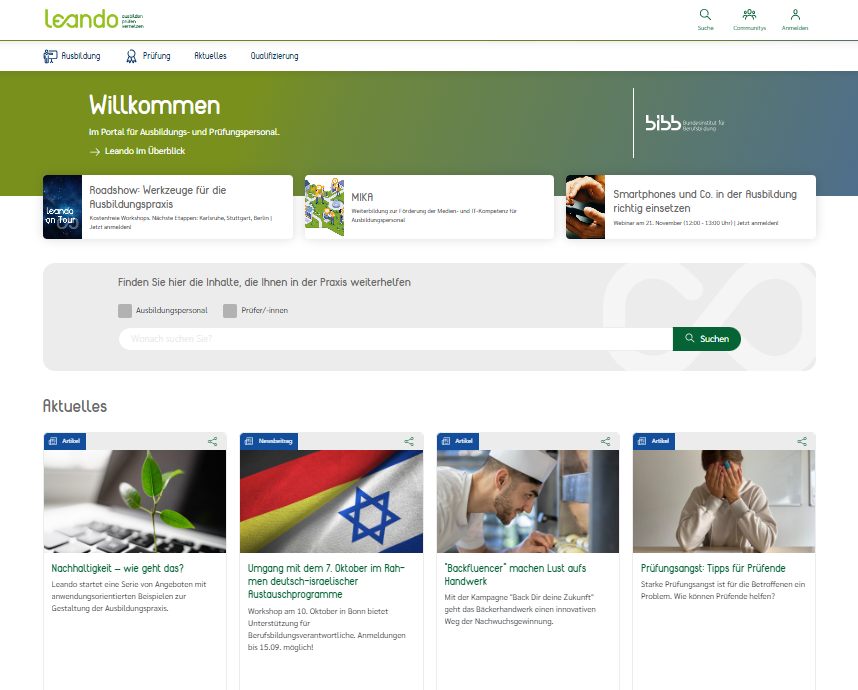 leando ausbilden
prüfen
vernetzen
Suche
Communitys
Anmelden
Ausbildung
Prüfung
Aktuelles
Qualifizierung
Willkommen
Im Portal für Ausbildungs- und Prüfungspersonal.
→ Leando im Überblick
bibb Bundesinstitut für
Berufsbildung
leando
on Tour
Roadshow: Werkzeuge für die
Ausbildungspraxis
Kostenfreie Workshops. Nächste Etappen: Karlsruhe, Stuttgart, Berlin |
Jetzt anmelden!
MIKA
Weiterbildung zur Förderung der Medien- und IT-Kompetenz für
Ausbildungspersonal
Smartphones und Co. in der Ausbildung
richtig einsetzen
Webinar am 21. November (12:00 - 13:00 Uhr) | Jetzt anmelden!
Finden Sie hier die Inhalte, die Ihnen in der Praxis weiterhelfen
Ausbildungspersonal
Prüfer/-innen
Wonach suchen Sie?
Suchen
Aktuelles
Artikel
Nachhaltigkeit – wie geht das?
Leando startet eine Serie von Angeboten mit
anwendungsorientierten Beispielen zur
Gestaltung der Ausbildungspraxis.
Newsbeitrag
Umgang mit dem 7. Oktober im Rah-
men deutsch-israelischer
Austauschprogramme
Workshop am 10. Oktober in Bonn bietet
Unterstützung für
Berufsbildungsverantwortliche. Anmeldungen
bis 15.09. möglich!
Artikel
"Backfluencer" machen Lust aufs
Handwerk
Mit der Kampagne "Back Dir deine Zukunft"
geht das Bäckerhandwerk einen innovativen
Weg der Nachwuchsgewinnung.
Artikel
Prüfungsangst: Tipps für Prüfende
Starke Prüfungsangst ist für die Betroffenen ein
Problem. Wie können Prüfende helfen?